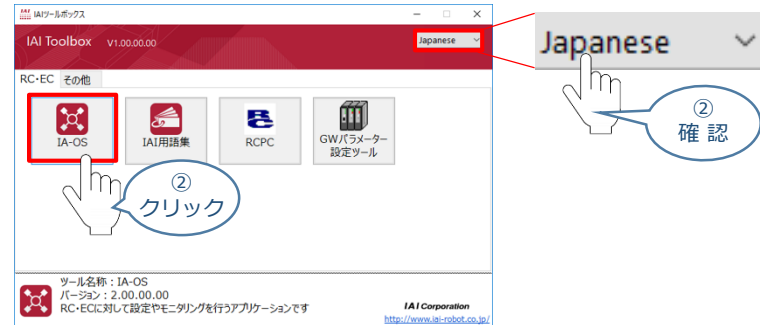 IAIツールボックス
IAI Toolbox V1.00.00.00
Japanese
RC・EC その他
IA-OS
IAI用語集
RCPC
GWパラメーター
設定ツール
②
クリック
Japanese
②
確認
ツール名称：IA-OS
バージョン：2.00.00.00
RC・ECに対して設定やモニタリングを行うアプリケーションです
IAI Corporation
http://www.iai-robot.co.jp/